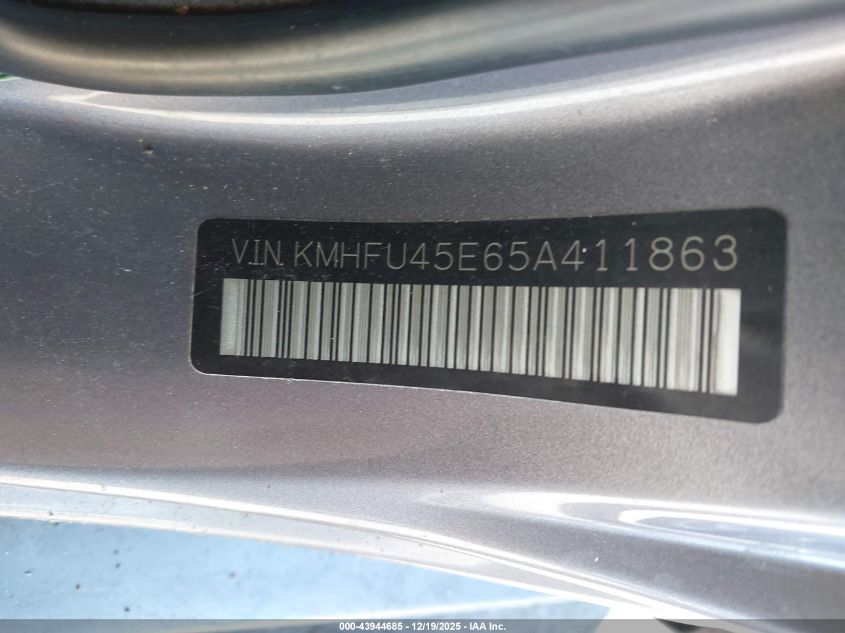 VIN KMHFU45E65A411863
000-43944685 - 12/19/2025 - IAA Inc.